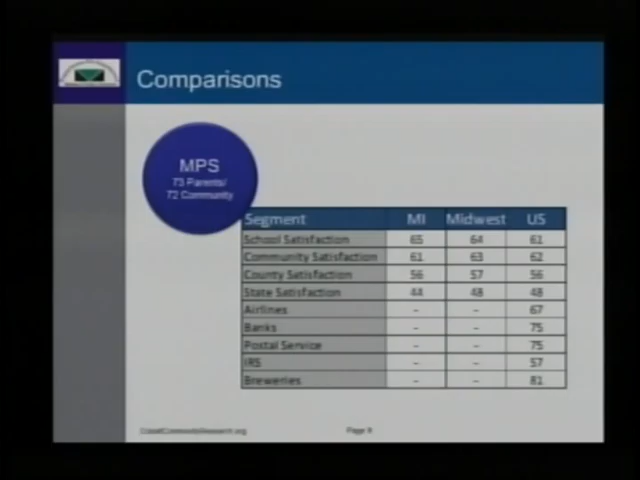 Comparisons
MPS
73 Parents/
72 Community
Segment MI Midwest US
School Satisfaction 65 64 61
Community Satisfaction 61 63 62
County Satisfaction 56 57 56
State Satisfaction 44 48 48
Airlines - - 67
Banks - - 75
Postal Service - - 75
IRS - - 57
Breweries - - 81
Page 8